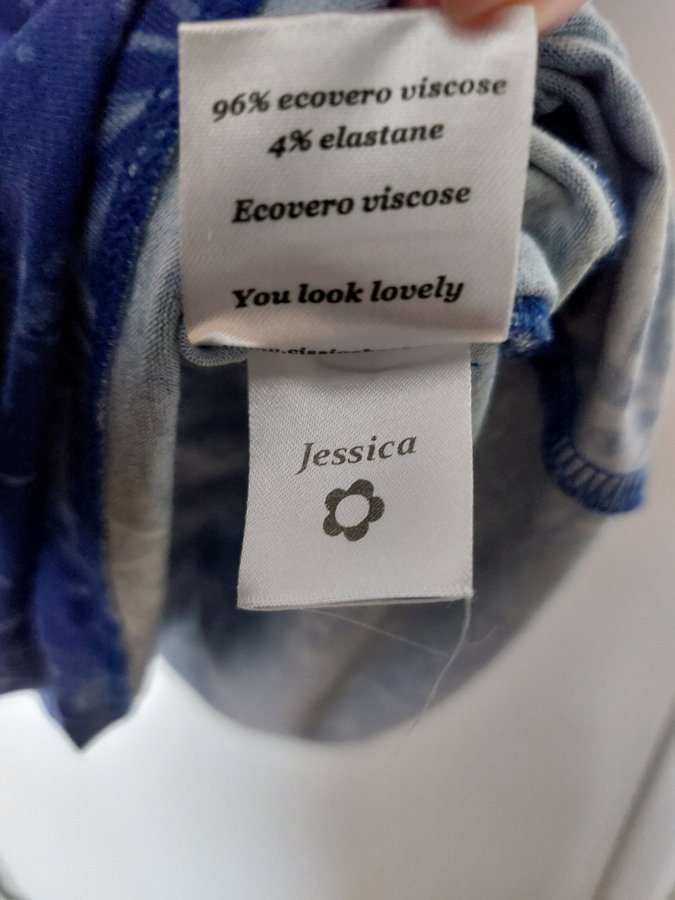 96% ecovero viscose
4% elastane
Ecovero viscose
You look lovely
Jessica